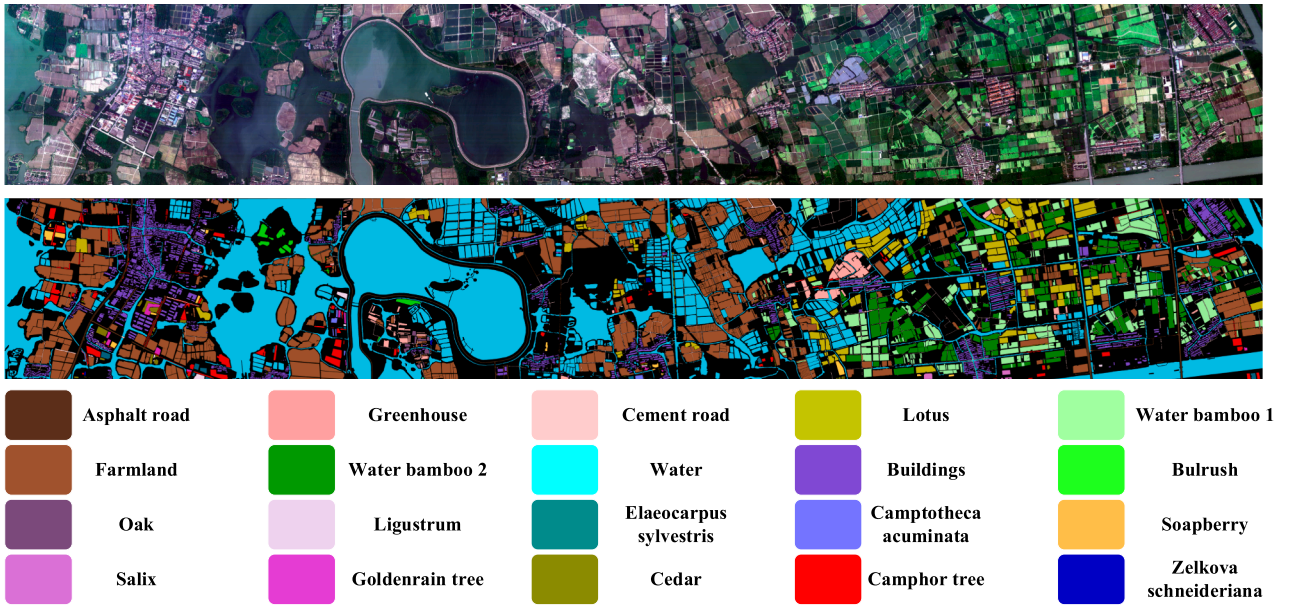 Asphalt road
Greenhouse
Cement road
Lotus
Water bamboo 1
Farmland
Water bamboo 2
Water
Buildings
Bulrush
Oak
Ligustrum
Elaeocarpus
sylvestris
Camptotheca
acuminata
Soapberry
Salix
Goldenrain tree
Cedar
Camphor tree
Zelkova
schneideriana